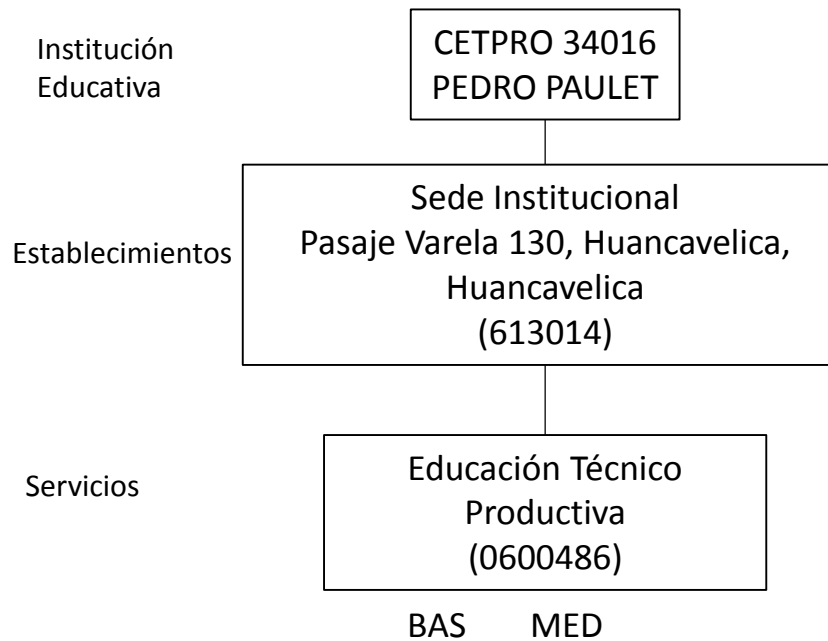 Institución
Educativa
CETPRO 34016
PEDRO PAULET
Establecimientos
Sede Institucional
Pasaje Varela 130, Huancavelica,
Huancavelica
(613014)
Servicios
Educación Técnico
Productiva
(0600486)
BAS MED